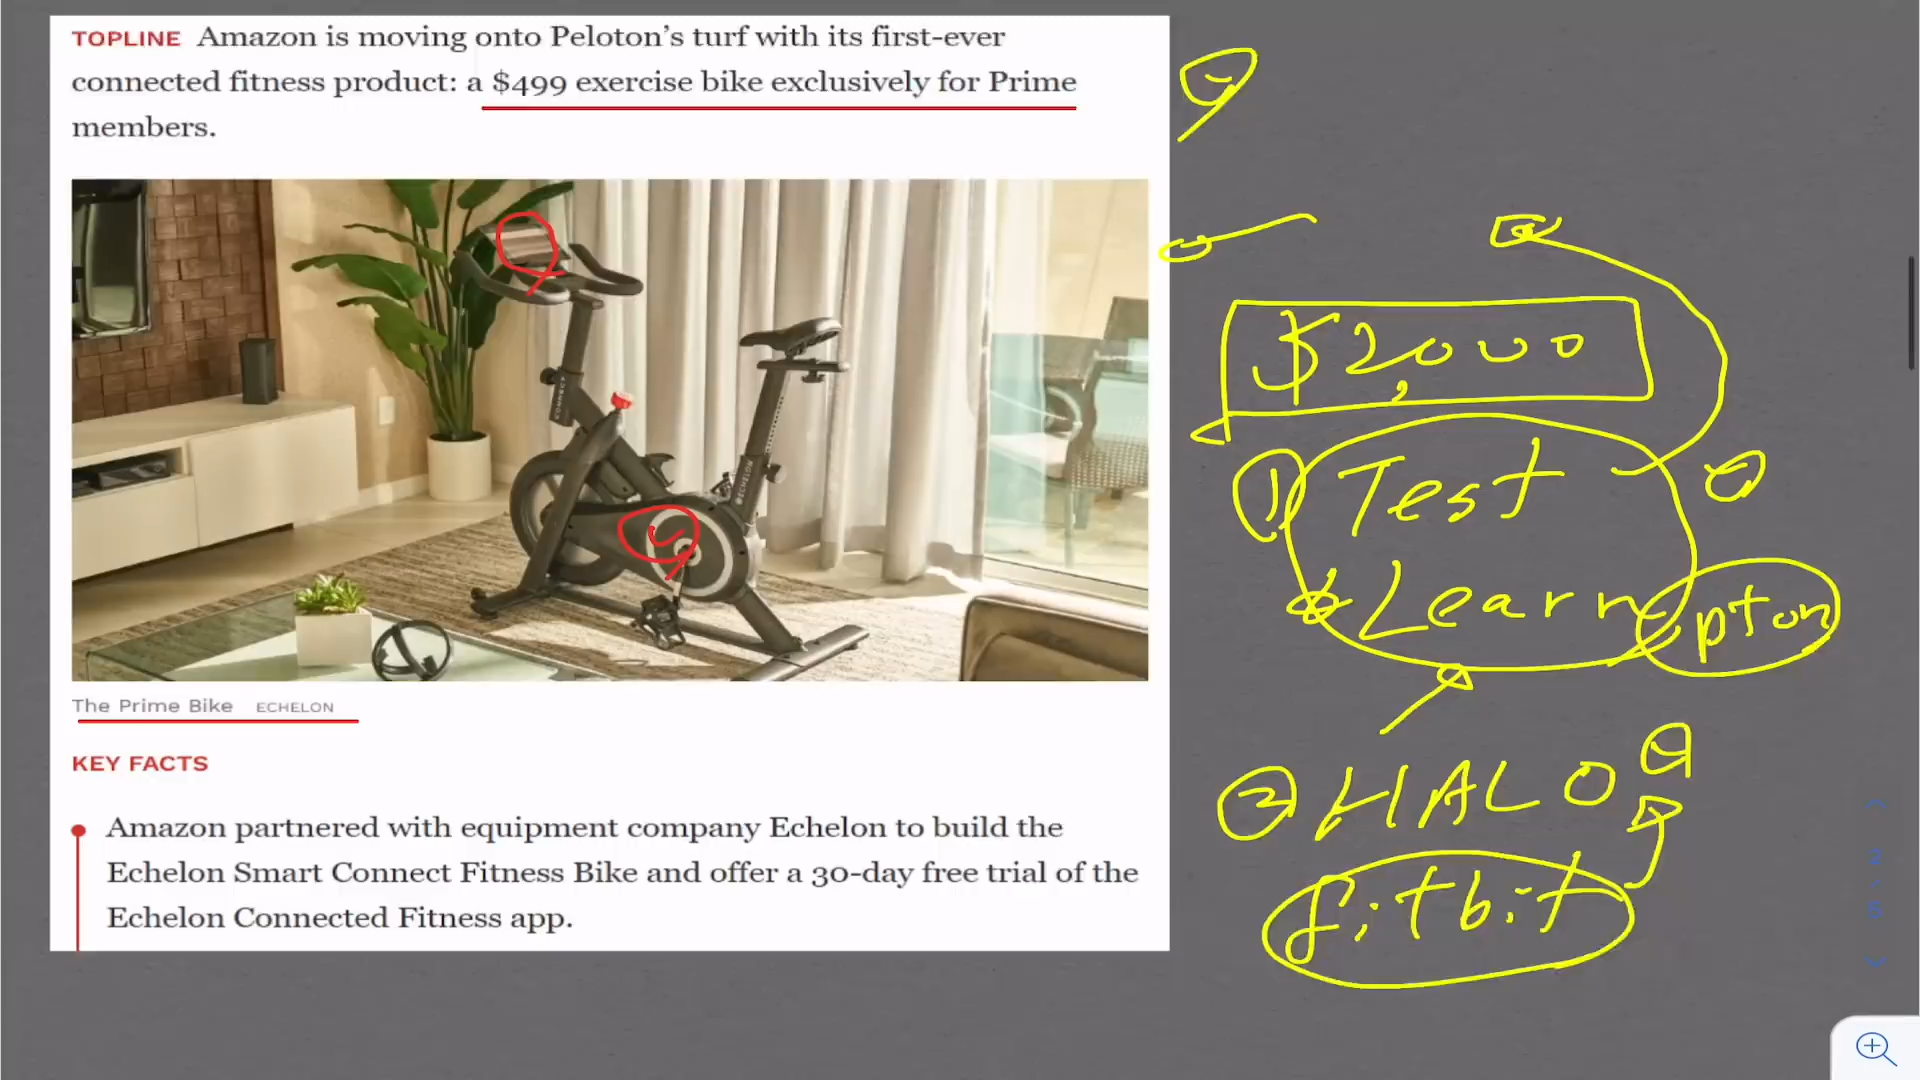 TOPLINE Amazon is moving onto Peloton's turf with its first-ever
connected fitness product: a $499 exercise bike exclusively for Prime
members.
CONNECT
ECHELON
The Prime Bike ECHELON
KEY FACTS
Amazon partnered with equipment company Echelon to build the
Echelon Smart Connect Fitness Bike and offer a 30-day free trial of the
Echelon Connected Fitness app.
$2,000
① Test
Learn
pton
② HALO
fitbit